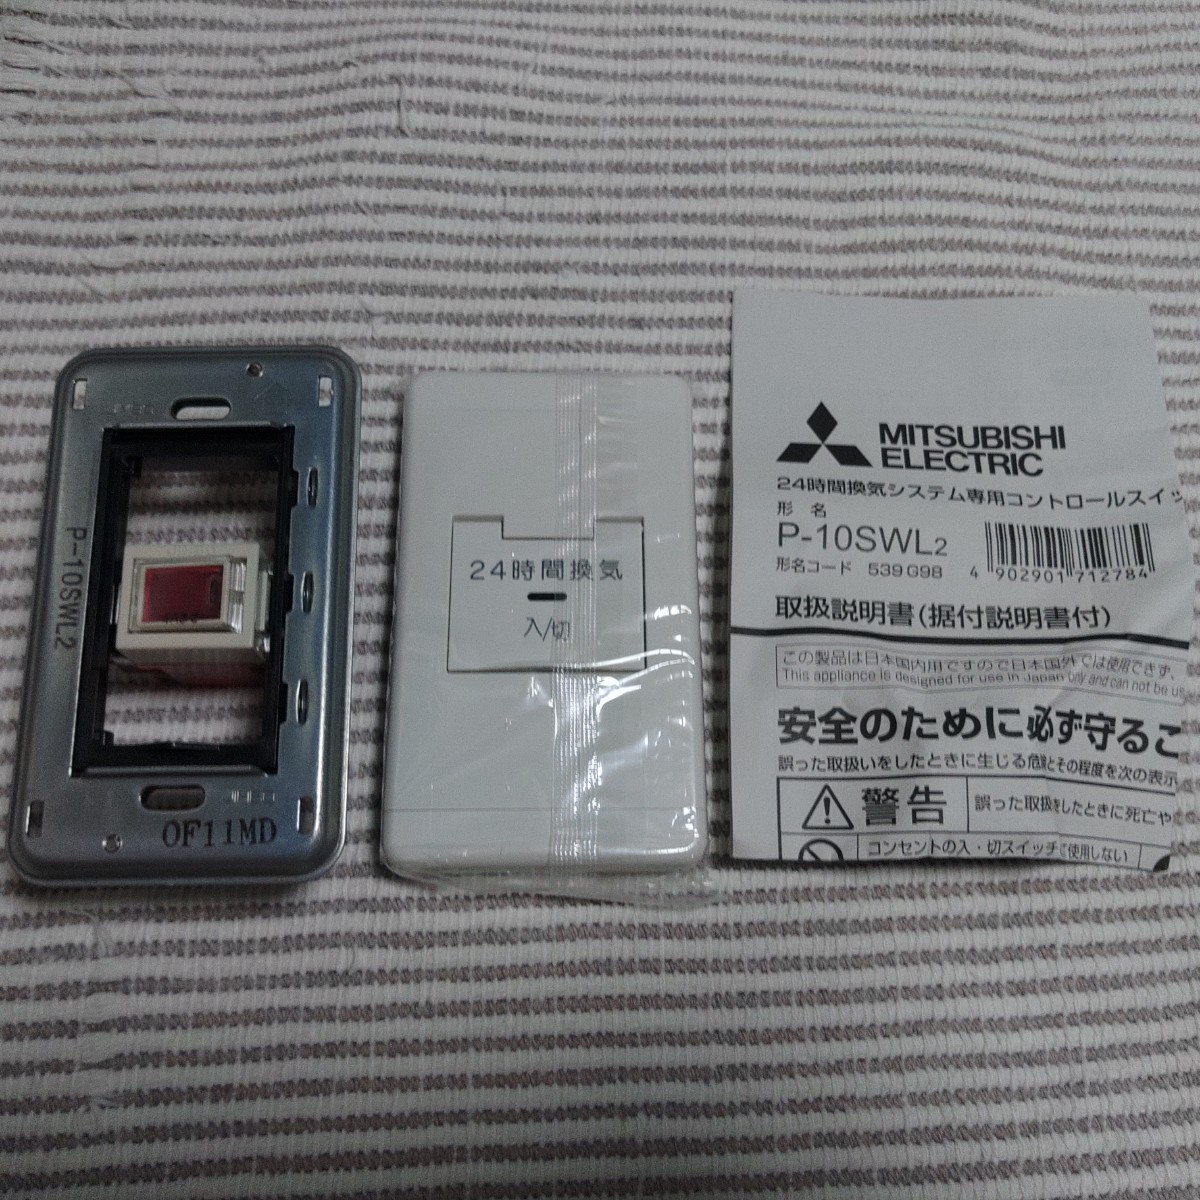 P-10SWL2
OF11MD
24時間換気
入/切
MITSUBISHI
ELECTRIC
24時間換気システム専用コントロールスイッ
形名
P-10SWL2
形名コード 539G98
4 902901 712784
取扱説明書(据付説明書付)
この製品は日本国内用ですので日本国外では使用できず、
This appliance is designed for use in Japan only and can not be us
安全のために必ず守るこ
誤った取扱いをしたときに生じる危険とその程度を次の表示
警告
誤った取扱をしたときに死亡や
コンセントの入・切スイッチで使用しない